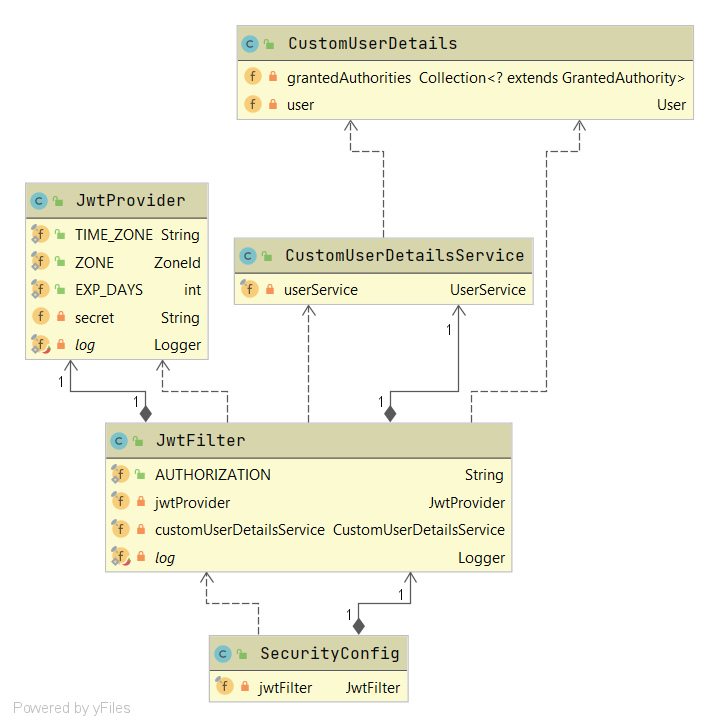 CustomUserDetails
grantedAuthorities Collection<? extends GrantedAuthority>
user User
JwtProvider
TIME_ZONE String
ZONE ZoneId
EXP_DAYS int
secret String
log Logger
CustomUserDetailsService
userService UserService
1
1
1
1
JwtFilter
AUTHORIZATION String
jwtProvider JwtProvider
customUserDetailsService CustomUserDetailsService
log Logger
1
1
SecurityConfig
jwtFilter JwtFilter
Powered by yFiles